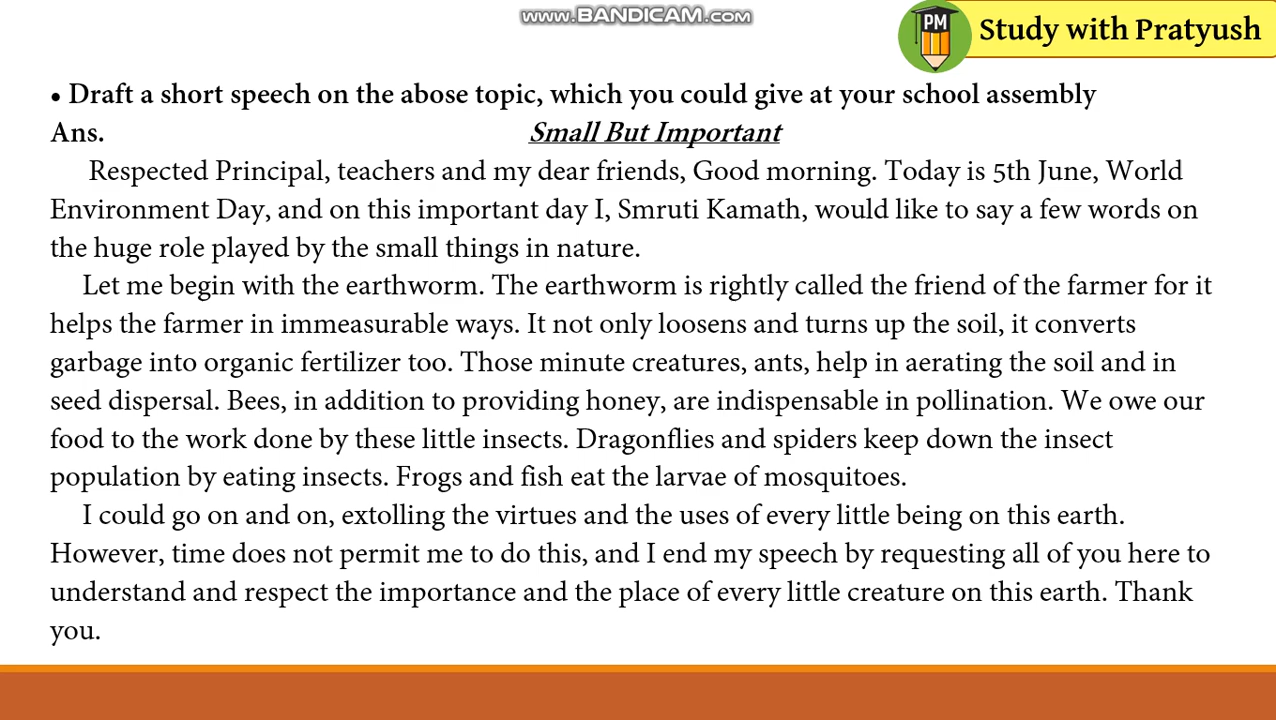 www.BANDICAM.com
PM
Study with Pratyush
• Draft a short speech on the abose topic, which you could give at your school assembly
Ans. Small But Important
Respected Principal, teachers and my dear friends, Good morning. Today is 5th June, World
Environment Day, and on this important day I, Smruti Kamath, would like to say a few words on
the huge role played by the small things in nature.
Let me begin with the earthworm. The earthworm is rightly called the friend of the farmer for it
helps the farmer in immeasurable ways. It not only loosens and turns up the soil, it converts
garbage into organic fertilizer too. Those minute creatures, ants, help in aerating the soil and in
seed dispersal. Bees, in addition to providing honey, are indispensable in pollination. We owe our
food to the work done by these little insects. Dragonflies and spiders keep down the insect
population by eating insects. Frogs and fish eat the larvae of mosquitoes.
I could go on and on, extolling the virtues and the uses of every little being on this earth.
However, time does not permit me to do this, and I end my speech by requesting all of you here to
understand and respect the importance and the place of every little creature on this earth. Thank
you.